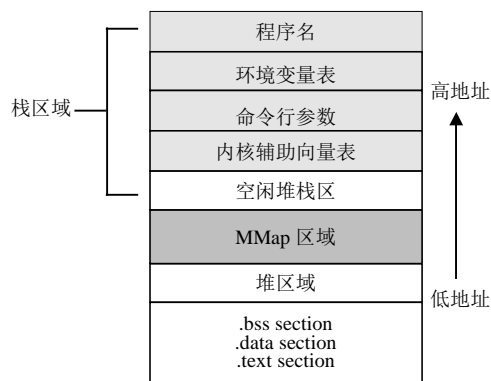 程序名
环境变量表
命令行参数
内核辅助向量表
空闲堆栈区
MMap 区域
堆区域
.bss section
.data section
.text section
栈区域
高地址
低地址